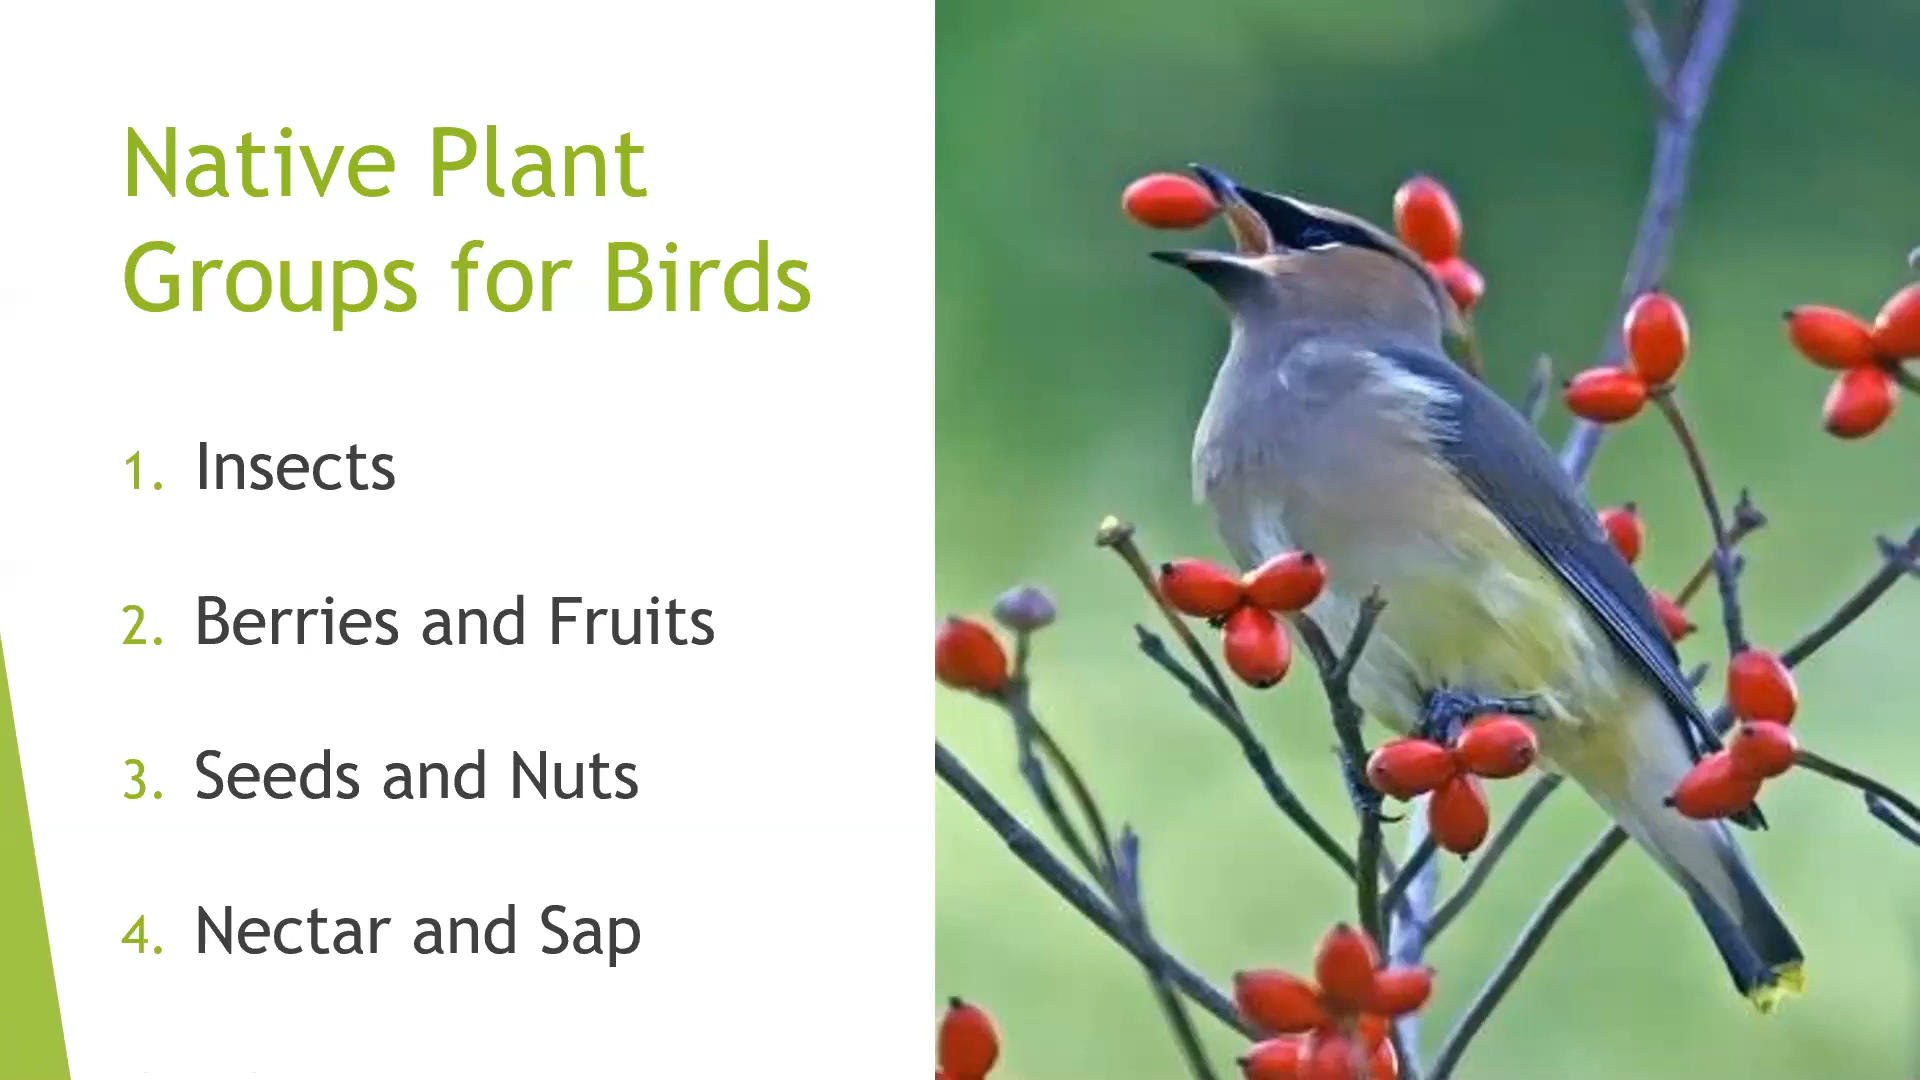 Native Plant
Groups for Birds
1. Insects
2. Berries and Fruits
3. Seeds and Nuts
4. Nectar and Sap